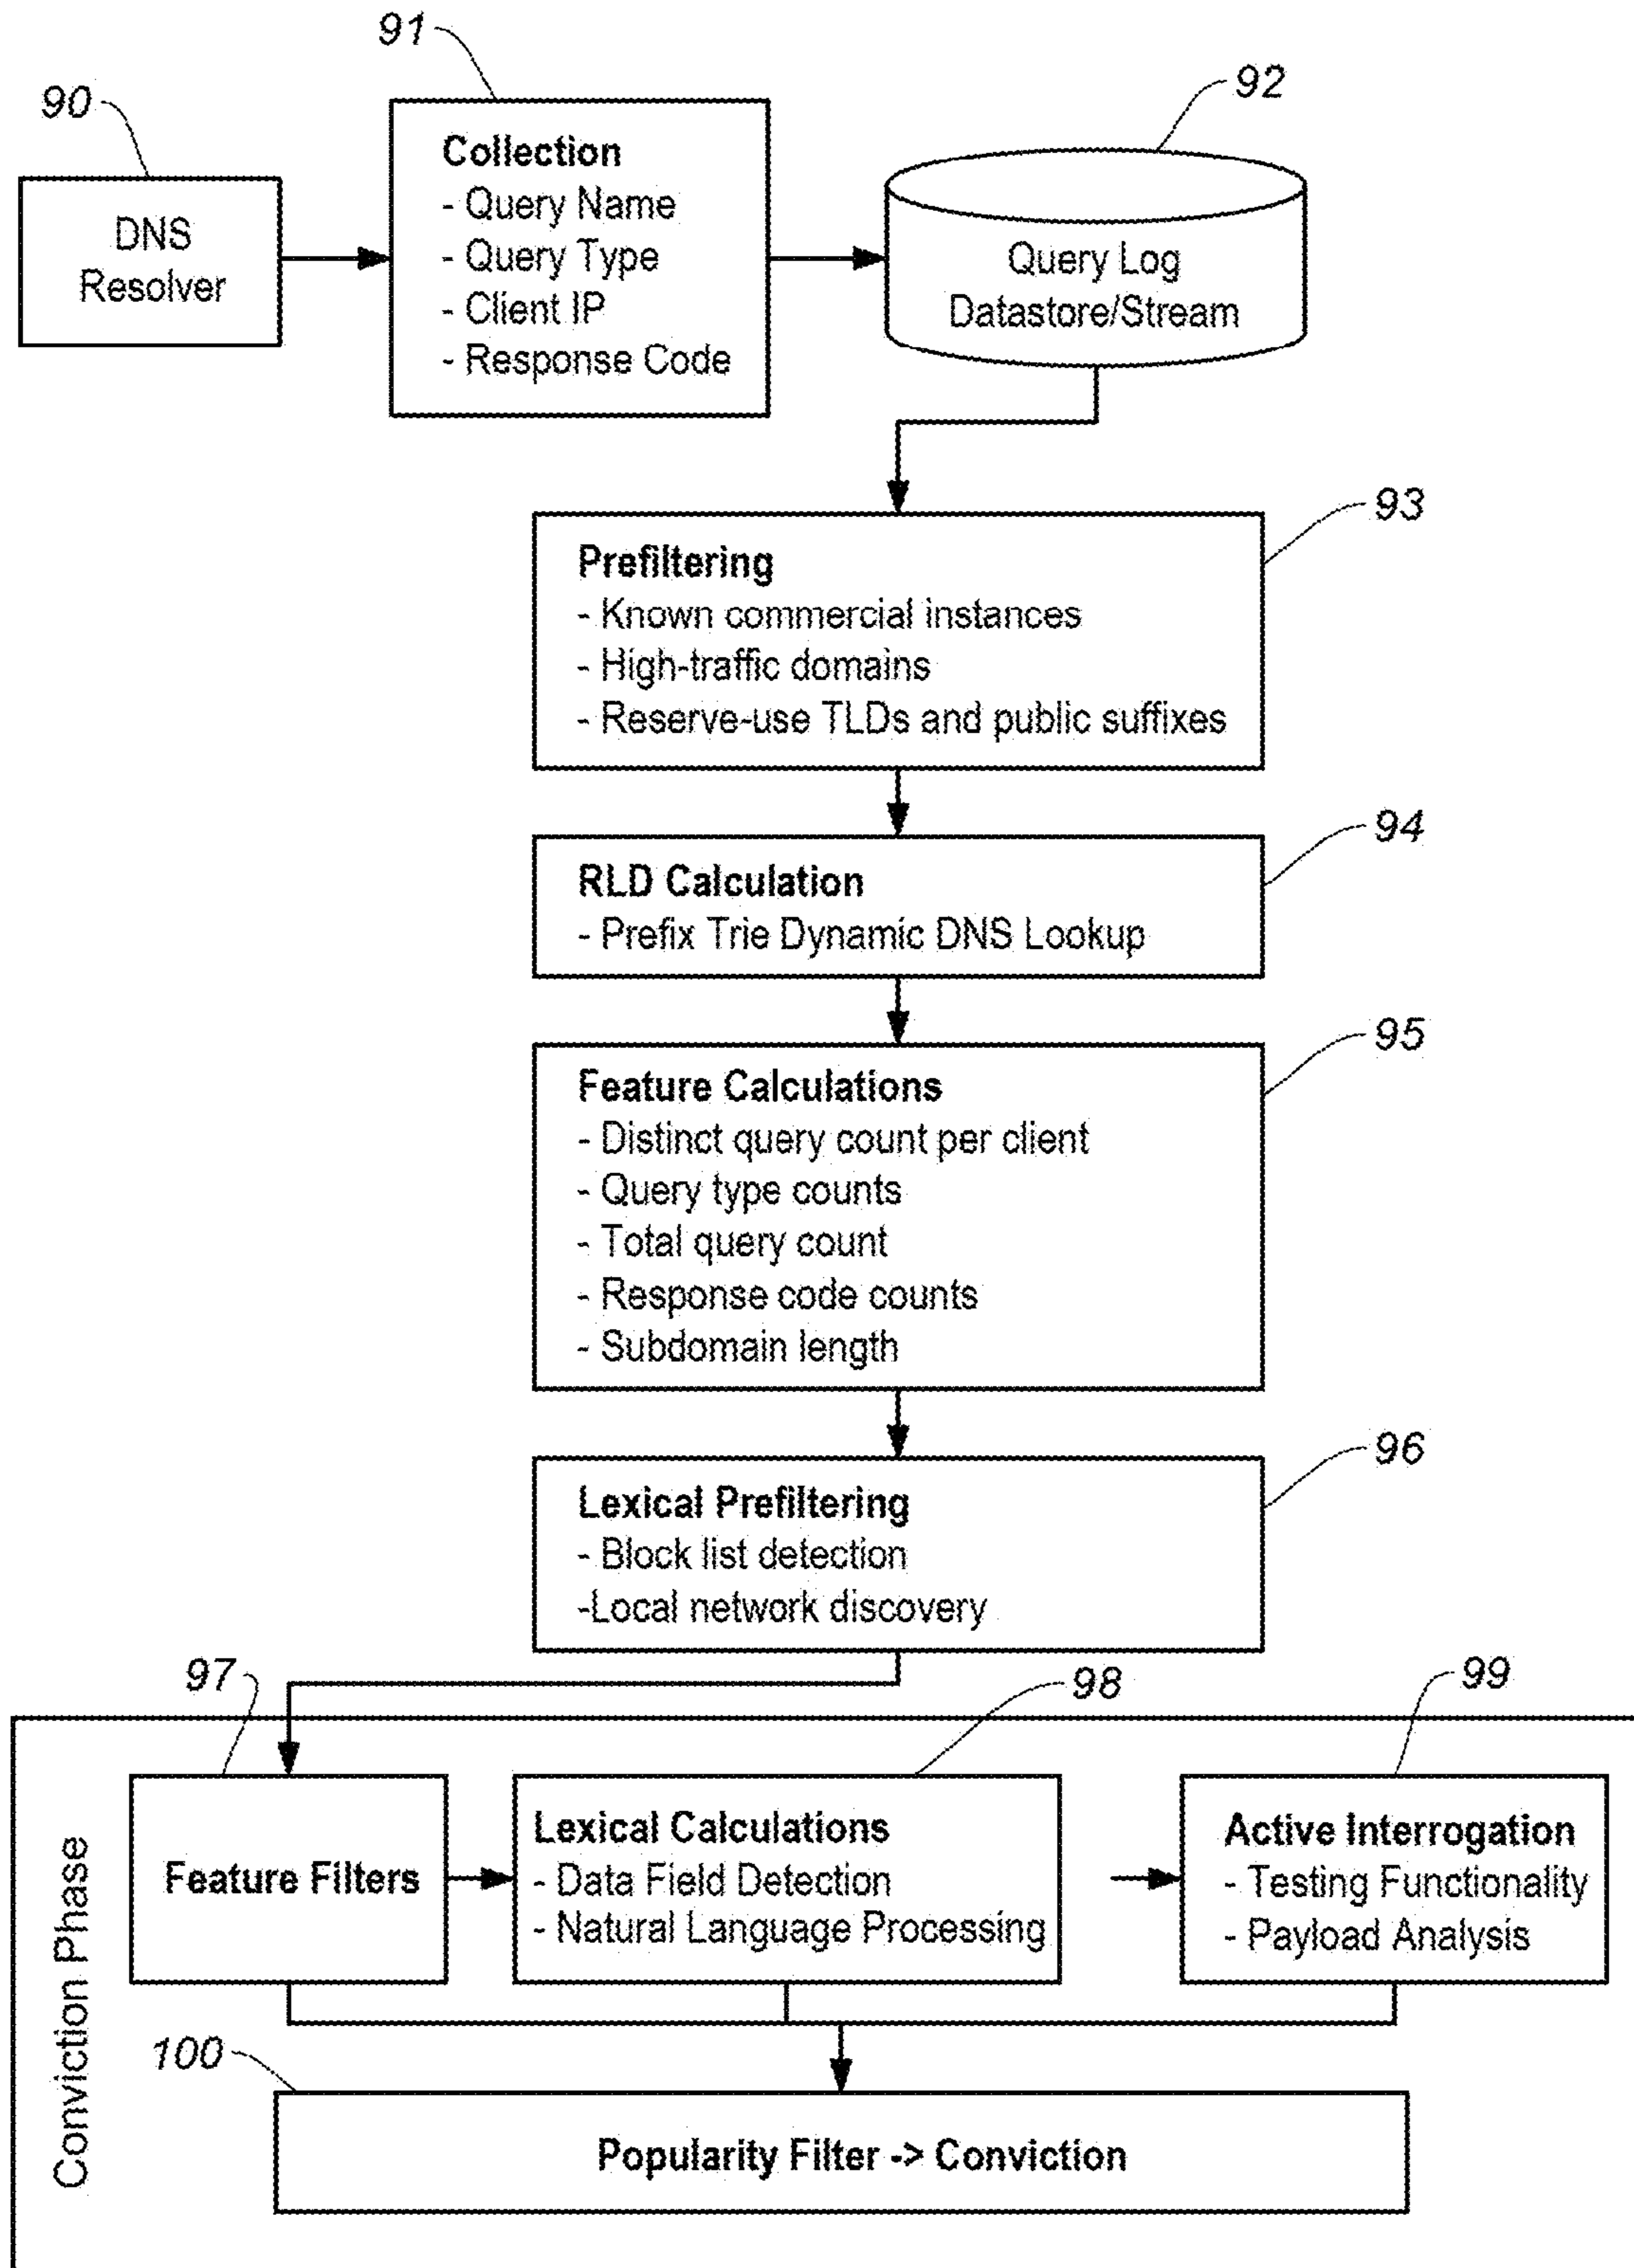 91
90
92
DNS
Resolver
Collection
- Query Name
- Query Type
- Client IP
- Response Code
Query Log
Datastore/Stream
93
Prefiltering
- Known commercial instances
- High-traffic domains
- Reserve-use TLDs and public suffixes
94
RLD Calculation
- Prefix Trie Dynamic DNS Lookup
95
Feature Calculations
- Distinct query count per client
- Query type counts
- Total query count
- Response code counts
- Subdomain length
96
Lexical Prefiltering
- Block list detection
-Local network discovery
97
98
99
Conviction Phase
Feature Filters
Lexical Calculations
- Data Field Detection
- Natural Language Processing
Active Interrogation
- Testing Functionality
- Payload Analysis
100
Popularity Filter -> Conviction